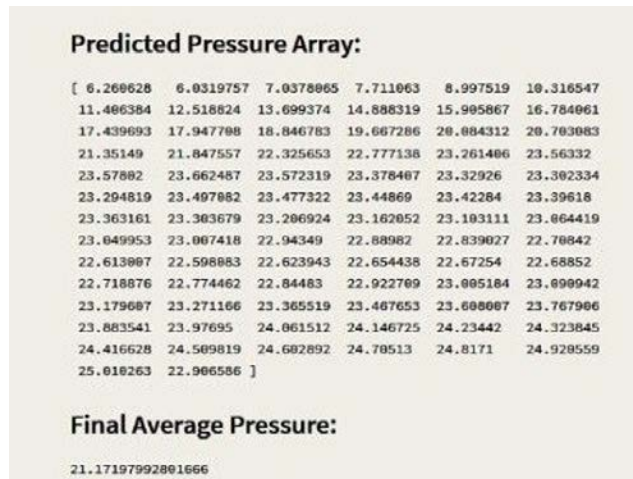 Predicted Pressure Array:
[ 6.260628 6.0319757 7.0378065 7.711063 8.997519 10.316547
11.406384 12.518824 13.699374 14.888319 15.905867 16.784061
17.439693 17.947708 18.846783 19.667286 20.084312 20.703083
21.35149 21.847557 22.325653 22.777138 23.261406 23.56332
23.57802 23.662487 23.572319 23.378407 23.32926 23.302334
23.294819 23.497082 23.477322 23.44869 23.42284 23.39618
23.363161 23.303679 23.206924 23.162052 23.103111 23.064419
23.049953 23.007418 22.94349 22.88982 22.839027 22.70842
22.613007 22.598083 22.623943 22.654438 22.67254 22.68852
22.718876 22.774462 22.84483 22.922709 23.005184 23.090942
23.179607 23.271166 23.365519 23.467653 23.608007 23.767906
23.883541 23.97695 24.061512 24.146725 24.23442 24.323845
24.416628 24.509819 24.602892 24.70513 24.8171 24.920559
25.010263 22.906586 ]
Final Average Pressure:
21.17197992801666